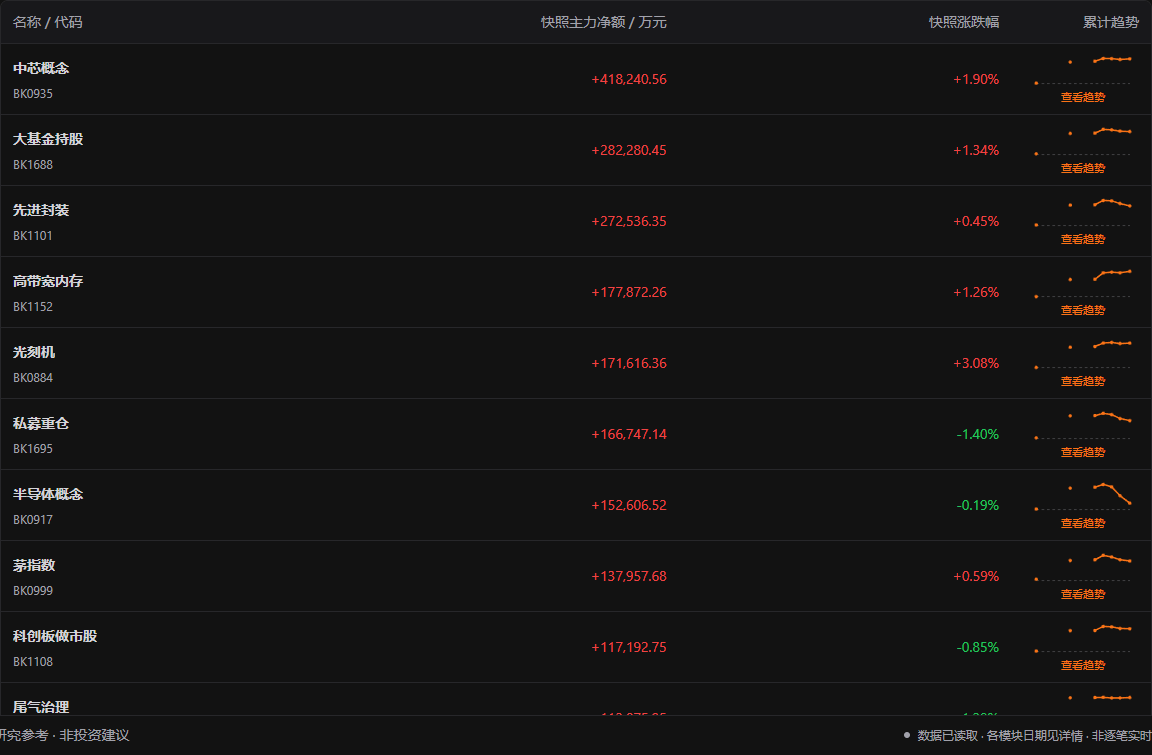 名称 / 代码 快照主力净额 / 万元 快照涨跌幅 累计趋势
中芯概念
BK0935
+418,240.56 +1.90%
查看趋势
大基金持股
BK1688
+282,280.45 +1.34%
查看趋势
先进封装
BK1101
+272,536.35 +0.45%
查看趋势
高带宽内存
BK1152
+177,872.26 +1.26%
查看趋势
光刻机
BK0884
+171,616.36 +3.08%
查看趋势
私募重仓
BK1695
+166,747.14 -1.40%
查看趋势
半导体概念
BK0917
+152,606.52 -0.19%
查看趋势
茅指数
BK0999
+137,957.68 +0.59%
查看趋势
科创板做市股
BK1108
+117,192.75 -0.85%
查看趋势
尾气治理
研究参考 · 非投资建议 数据已读取 · 各模块日期见详情 · 非逐笔实时